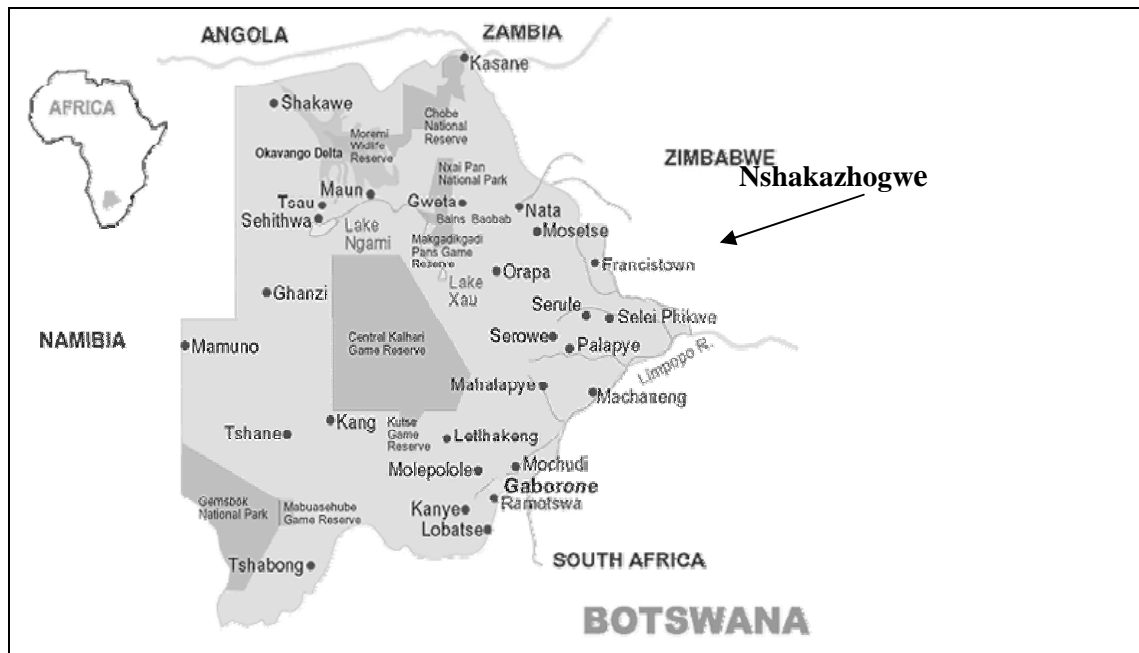 ANGOLA
ZAMBIA
Kasane
AFRICA
Shakawe
Chobe
National
Reserve
Moremi
Widlife
Reserve
Okavango Delta
ZIMBABWE
Nxai Pan
National Park
Nshakazhogwe
Maun
Tsau
Gweta
Nata
Sehithwa
Bains Baobab
Mosetse
Lake
Ngami
Makgadikgadi
Pans Game
Reserve
Francistown
Orapa
Lake
Xau
Ghanzi
Serule
Selei Phikwe
NAMIBIA
Mamuno
Central Kalheri
Game Reserve
Serowe
Palapye
Limpopo R.
Mahalapye
Machaneng
Kang
Kutse
Game
Reserve
Tshane
Letlhakeng
Molepolole
Mochudi
Gaborone
Ramotswa
Gemsbok
National Park
Mabuasehube
Game Reserve
Kanye
Lobatse
Tshabong
SOUTH AFRICA
BOTSWANA